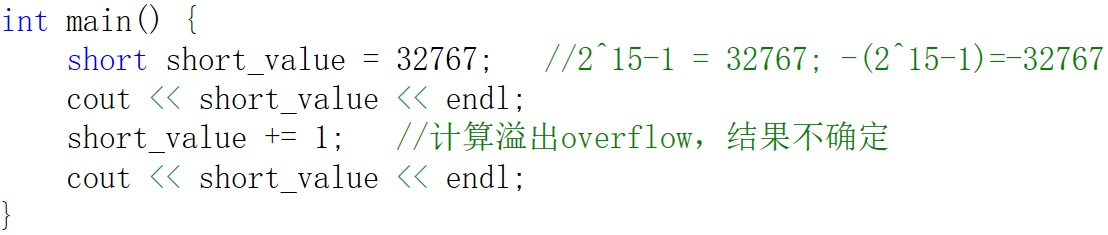 int main() {
    short short_value = 32767;   //2^15-1 = 32767; -(2^15-1)=-32767
    cout << short_value << endl;
    short_value += 1;   //计算溢出overflow，结果不确定
    cout << short_value << endl;
}